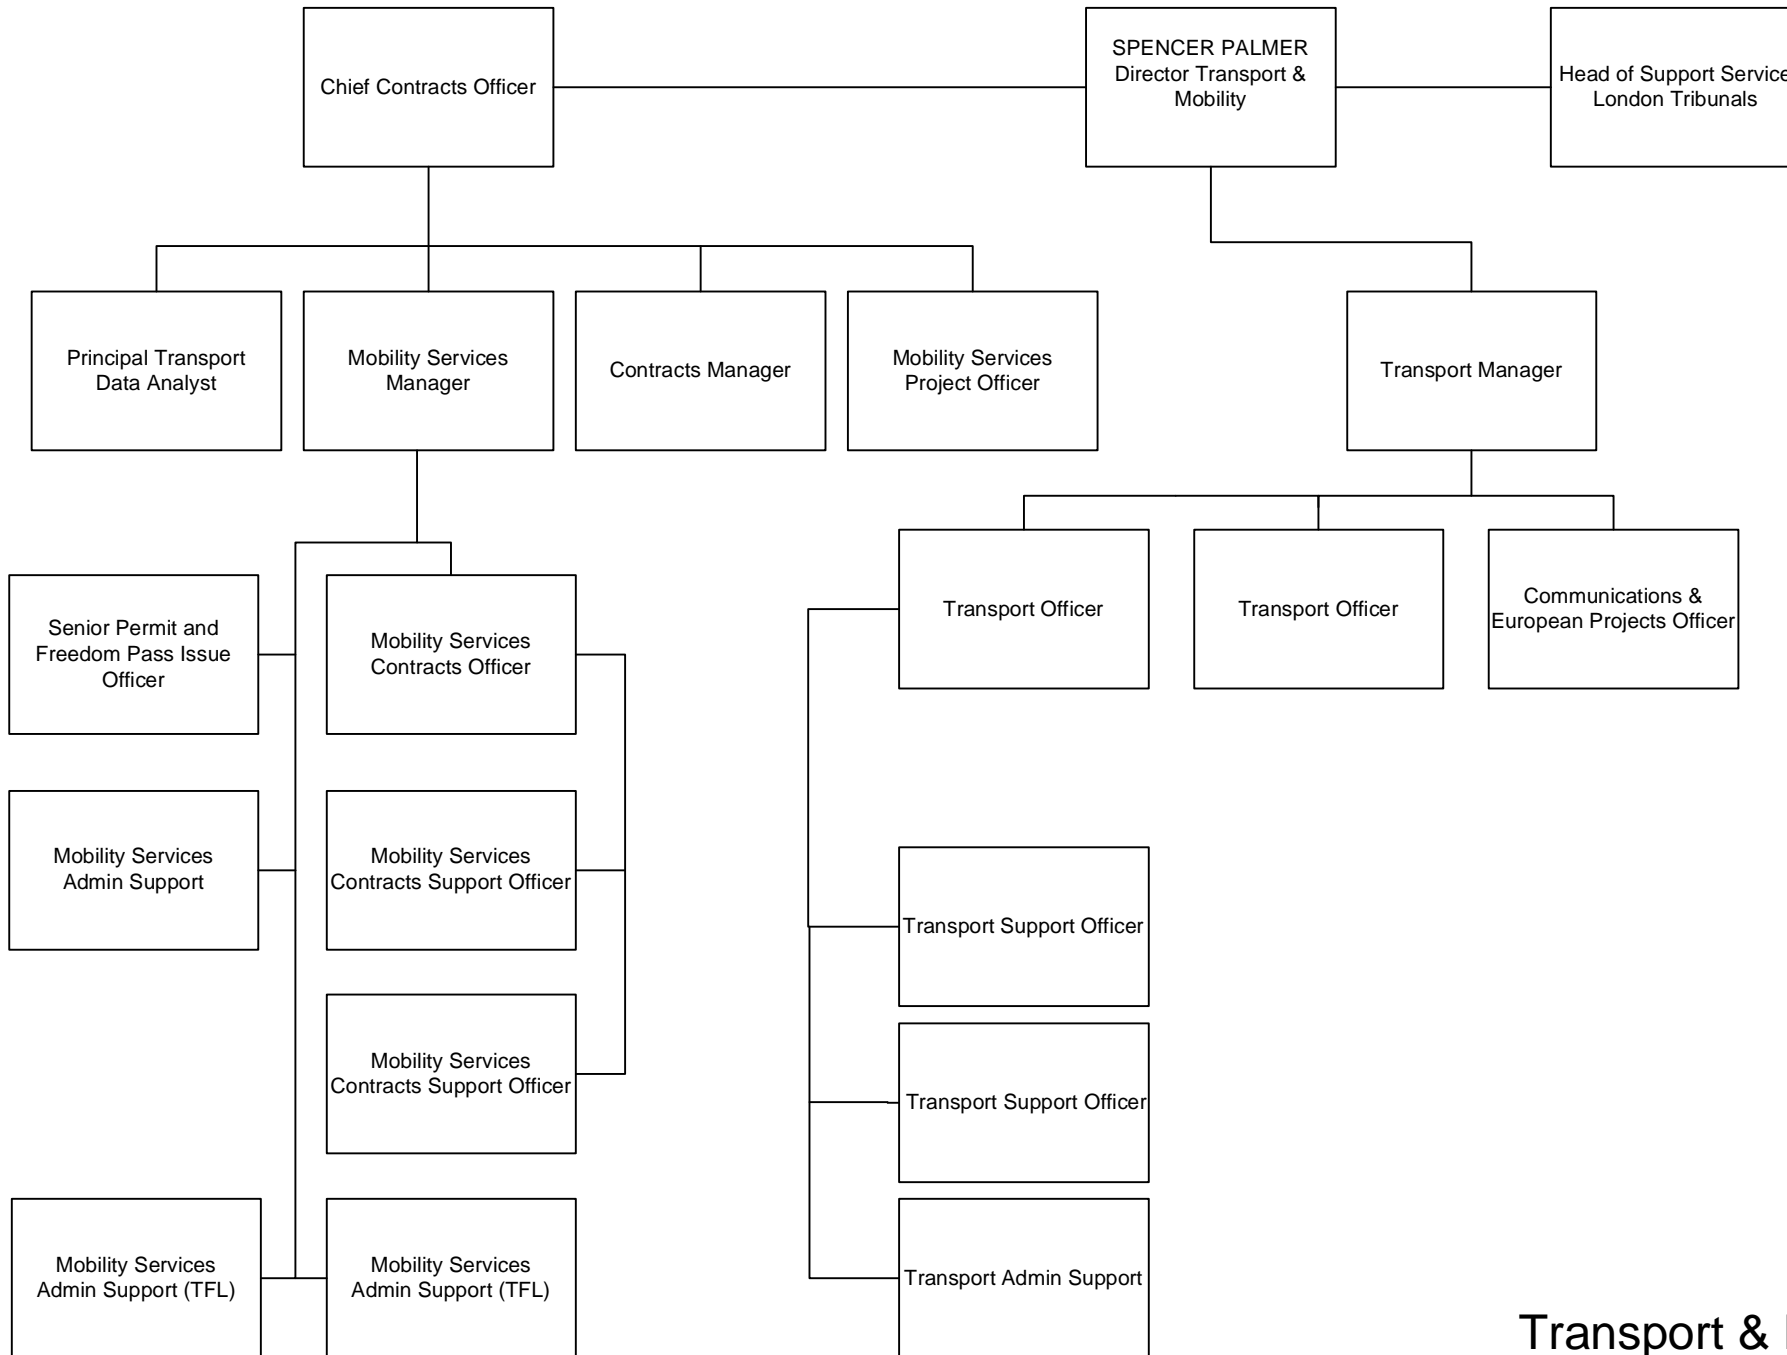 Chief Contracts Officer
SPENCER PALMER
Director Transport &
Mobility
Head of Support Service
London Tribunals
Principal Transport
Data Analyst
Mobility Services
Manager
Contracts Manager
Mobility Services
Project Officer
Transport Manager
Senior Permit and
Freedom Pass Issue
Officer
Mobility Services
Contracts Officer
Transport Officer
Transport Officer
Communications &
European Projects Officer
Mobility Services
Admin Support
Mobility Services
Contracts Support Officer
Transport Support Officer
Mobility Services
Contracts Support Officer
Transport Support Officer
Mobility Services
Admin Support (TFL)
Mobility Services
Admin Support (TFL)
Transport Admin Support
Transport &